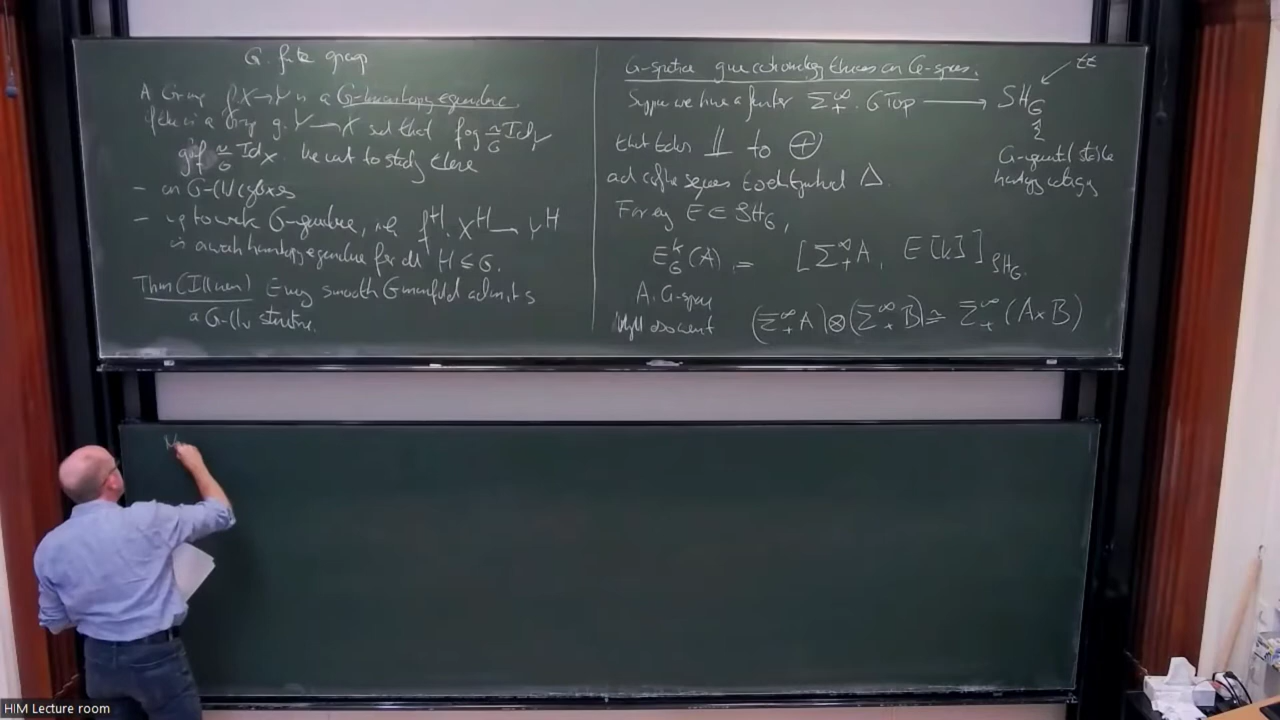 G finite group
A G-map f: X → Y is a G-homotopy equivalence
if there is a G-map g: Y → X such that f∘g ≃_G Id_Y
g∘f ≃_G Id_X. We want to study these
- on G-CW complexes
- up to weak G-equivalence, i.e. f^H: X^H → Y^H
is a weak homotopy equivalence for all H ≤ G.
Thm (Illman) Every smooth G-manifold admits
a G-CW structure.
G-spectra give cohomology theories on G-spaces.
Suppose we have a functor Σ^∞_+ : GTop → SH_G
tt
that takes ∐ to ⊕
G-equivt (stable
homotopy category
and cofibre sequences to distinguished Δ.
For any E ∈ SH_G,
E^k_G(A) = [Σ^∞_+ A, E[k]]_{SH_G}
A: G-space
(Σ^∞_+ A) ⊗ (Σ^∞_+ B) ≃ Σ^∞_+ (A × B)
HIM Lecture room